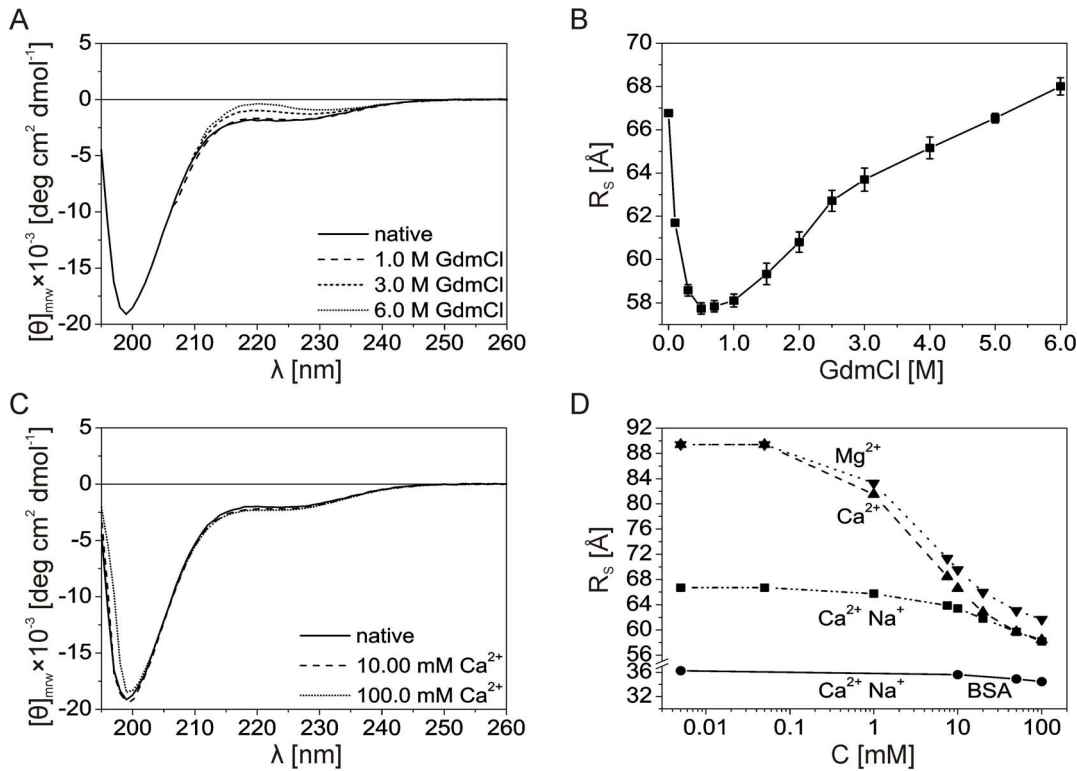 A
5
0
-5
-10
-15
-20
[θ]mrw×10⁻³ [deg cm² dmol⁻¹]
native
1.0 M GdmCl
3.0 M GdmCl
6.0 M GdmCl
200 210 220 230 240 250 260
λ [nm]
B
70
68
66
64
62
60
58
R_S [Å]
0.0 1.0 2.0 3.0 4.0 5.0 6.0
GdmCl [M]
C
5
0
-5
-10
-15
-20
[θ]mrw×10⁻³ [deg cm² dmol⁻¹]
native
10.00 mM Ca²⁺
100.0 mM Ca²⁺
200 210 220 230 240 250 260
λ [nm]
D
92
88
84
80
76
72
68
64
60
56
36
32
R_S [Å]
Mg²⁺
Ca²⁺
Ca²⁺ Na⁺
Ca²⁺ Na⁺
BSA
0.01 0.1 1 10 100
C [mM]